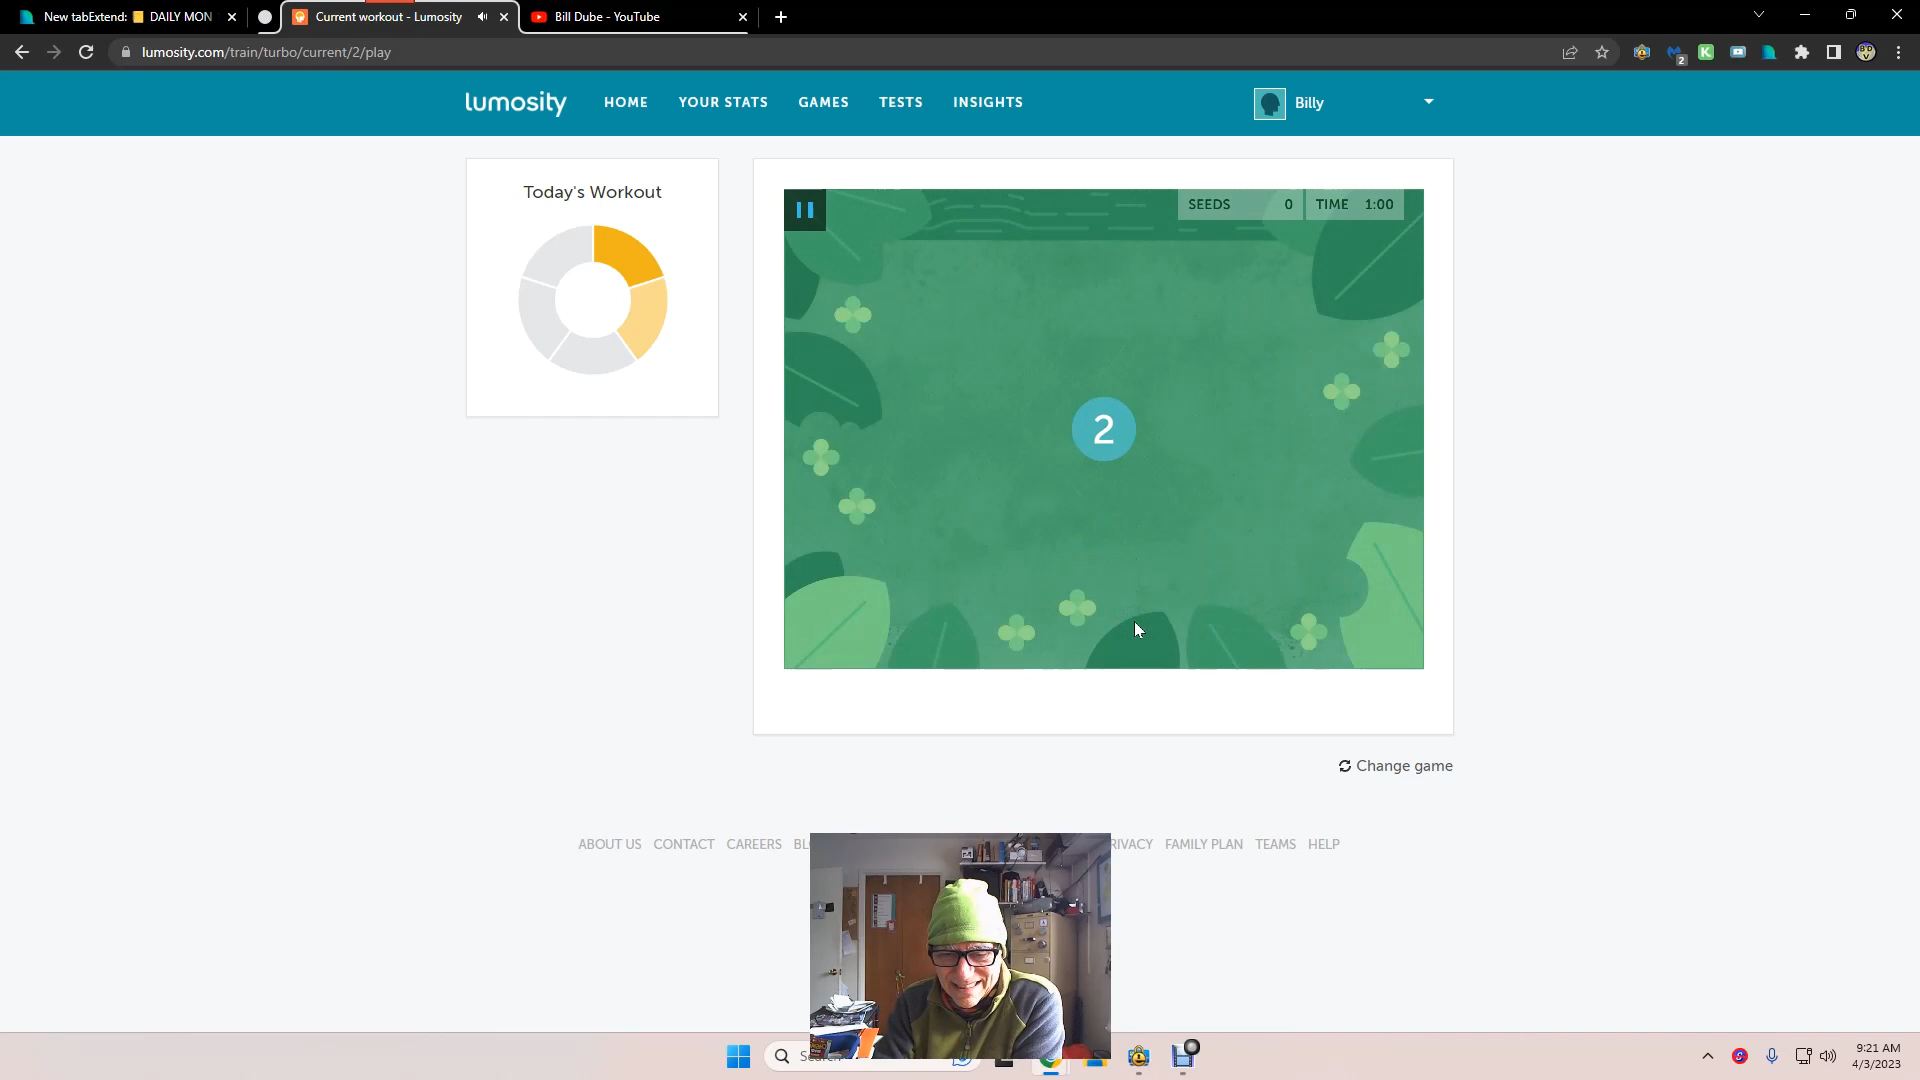 New tabExtend: DAILY MON
Current workout - Lumosity
Bill Dube - YouTube
lumosity.com/train/turbo/current/2/play
2
lumosity
HOME
YOUR STATS
GAMES
TESTS
INSIGHTS
Billy
Today's Workout
SEEDS 0
TIME 1:00
2
Change game
ABOUT US CONTACT CAREERS
FAMILY PLAN TEAMS HELP
9:21 AM
4/3/2023